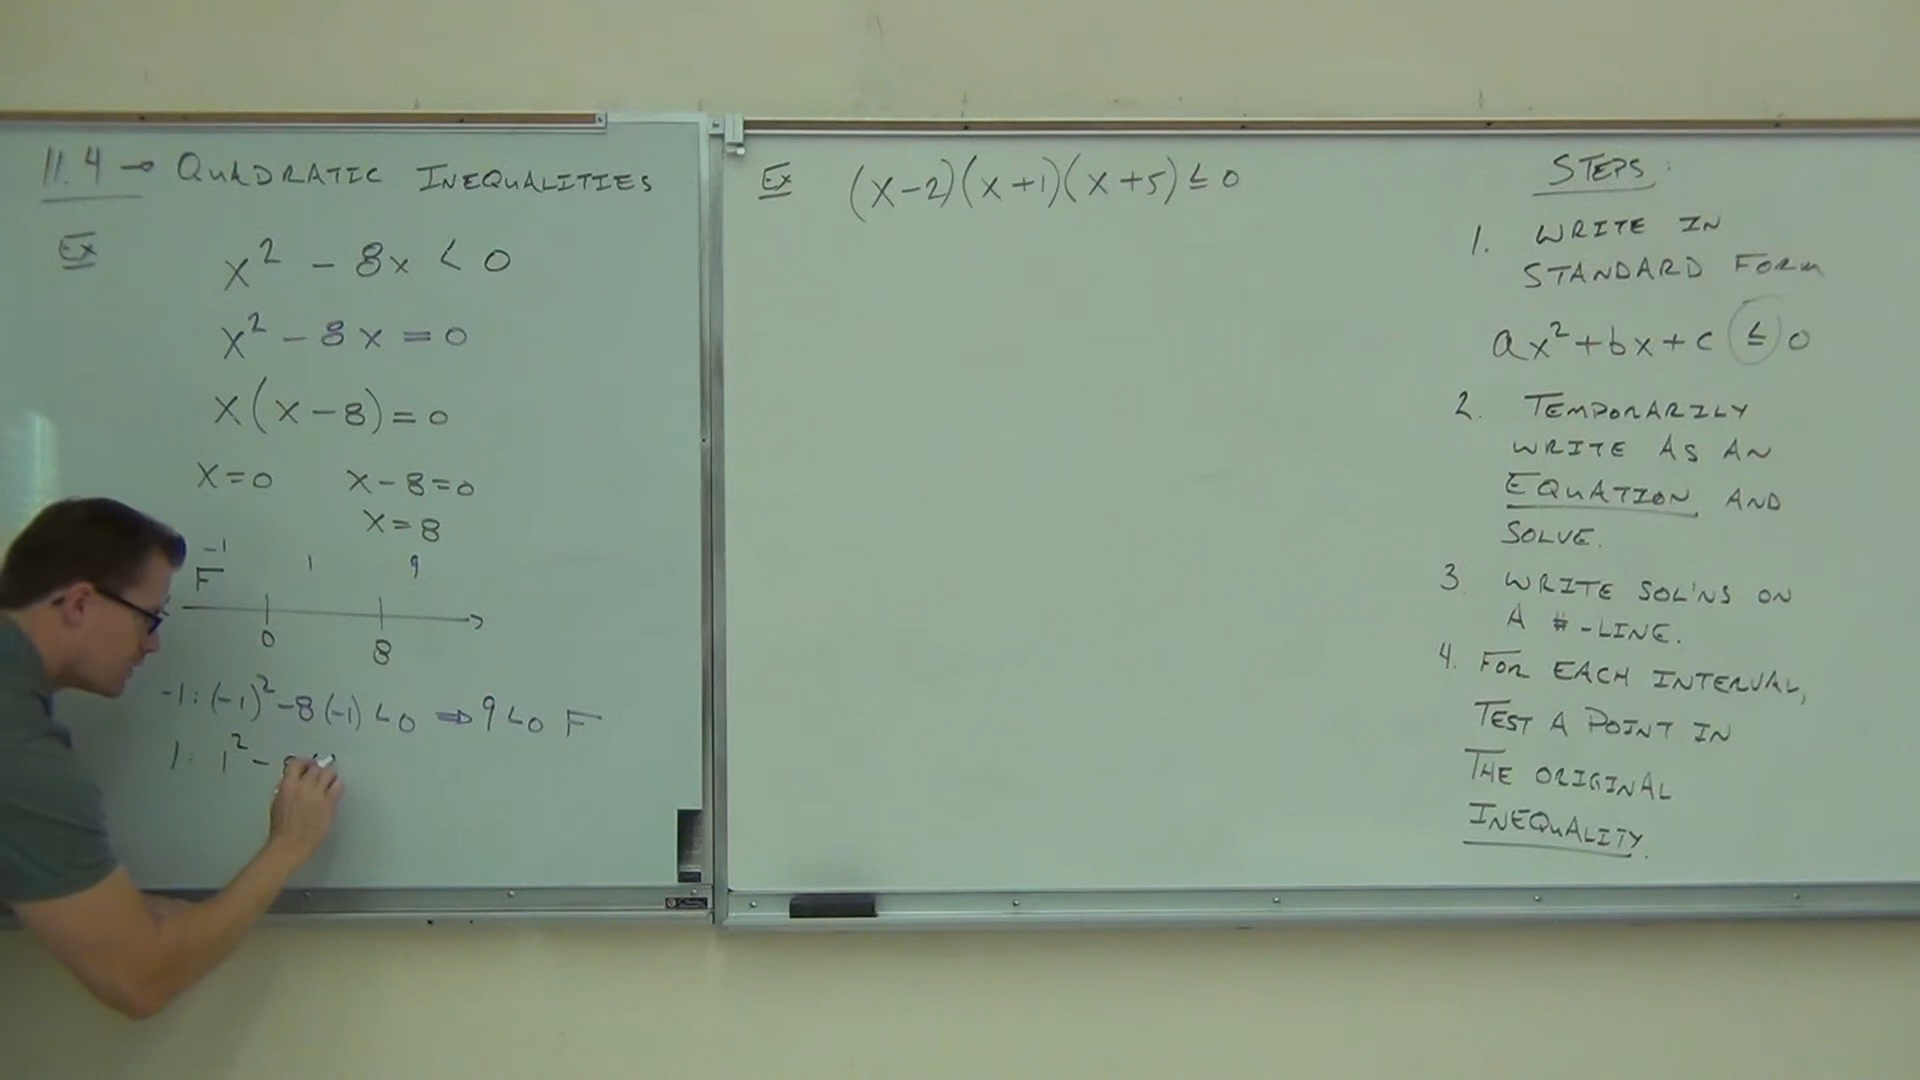 11.4 → QUADRATIC INEQUALITIES
Ex
x² - 8x < 0
x² - 8x = 0
x(x-8) = 0
x=0 x-8=0
x=8
-1 1 9
F
0 8
-1: (-1)² -8(-1) < 0 ⇒ 9<0 F
1: 1² -
Ex (x-2)(x+1)(x+5) ≤ 0
STEPS:
1. WRITE IN
STANDARD FORM
ax²+bx+c ≤ 0
2. TEMPORARILY
WRITE AS AN
EQUATION AND
SOLVE.
3. WRITE SOL'NS ON
A #-LINE.
4. FOR EACH INTERVAL,
TEST A POINT IN
THE ORIGINAL
INEQUALITY.